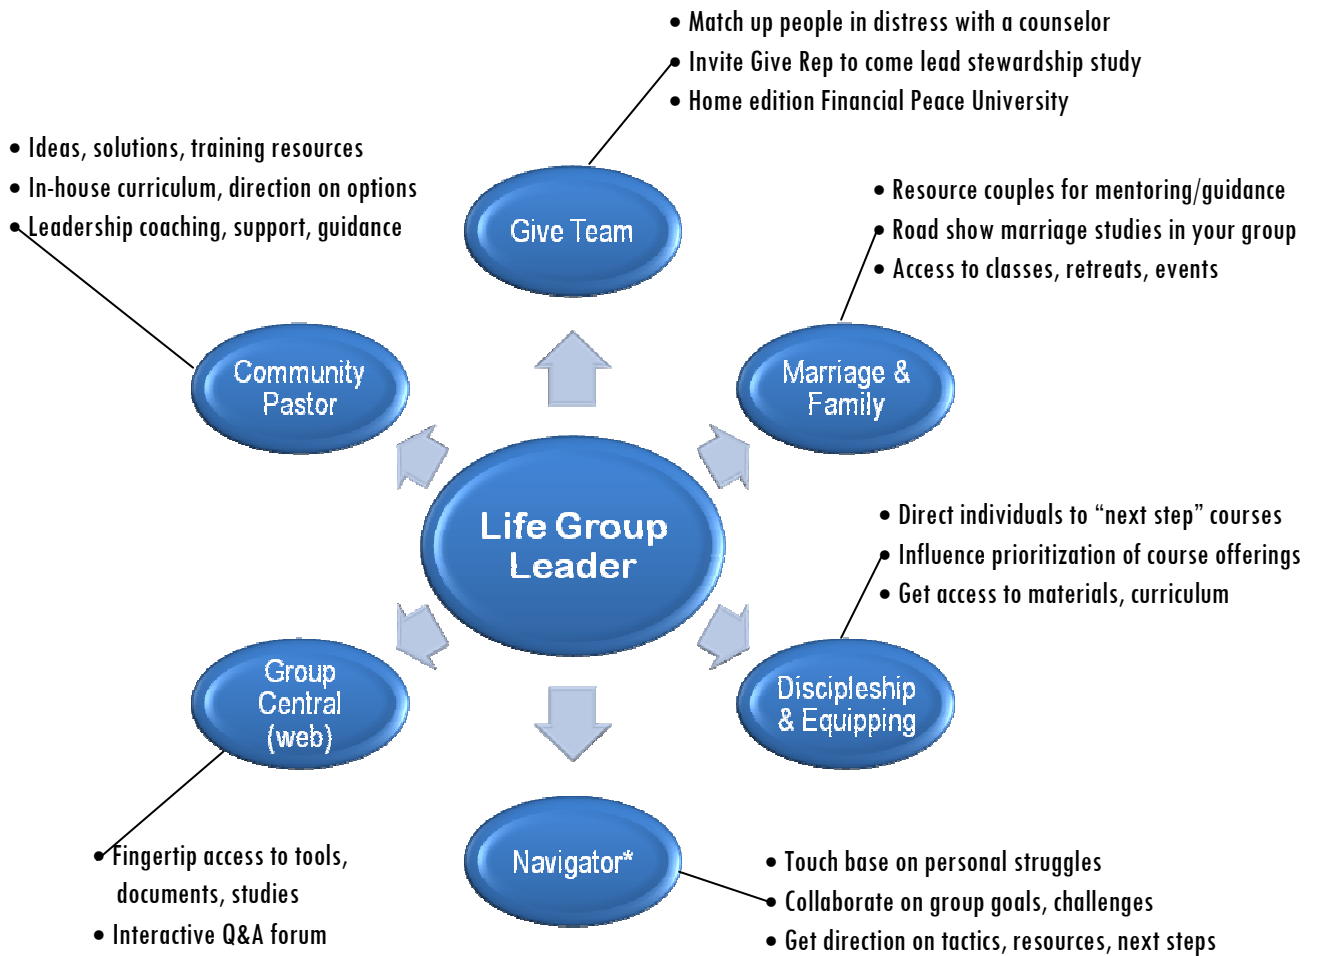 • Match up people in distress with a counselor
• Invite Give Rep to come lead stewardship study
• Home edition Financial Peace University
• Ideas, solutions, training resources
• In-house curriculum, direction on options
• Leadership coaching, support, guidance
Give Team
• Resource couples for mentoring/guidance
• Road show marriage studies in your group
• Access to classes, retreats, events
Community
Pastor
Marriage &
Family
Life Group
Leader
• Direct individuals to “next step” courses
• Influence prioritization of course offerings
• Get access to materials, curriculum
Group
Central
(web)
Discipleship
& Equipping
Navigator*
• Fingertip access to tools,
documents, studies
• Interactive Q&A forum
• Touch base on personal struggles
• Collaborate on group goals, challenges
• Get direction on tactics, resources, next steps